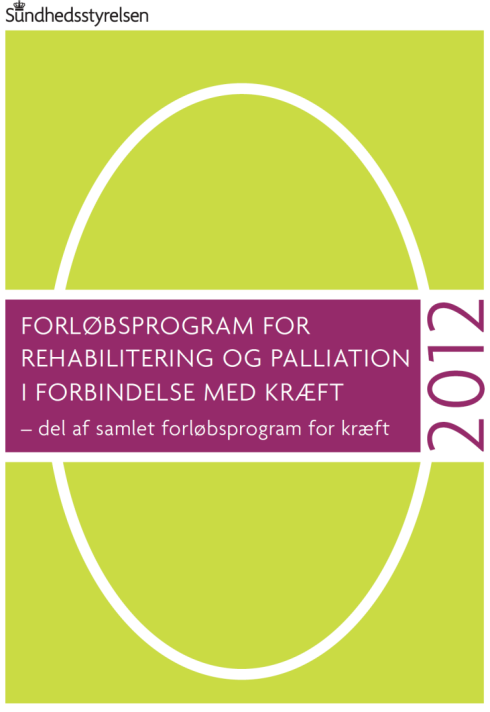 Sundhedsstyrelsen
FORLØBSPROGRAM FOR
REHABILITERING OG PALLIATION
I FORBINDELSE MED KRÆFT
– del af samlet forløbsprogram for kræft
2012